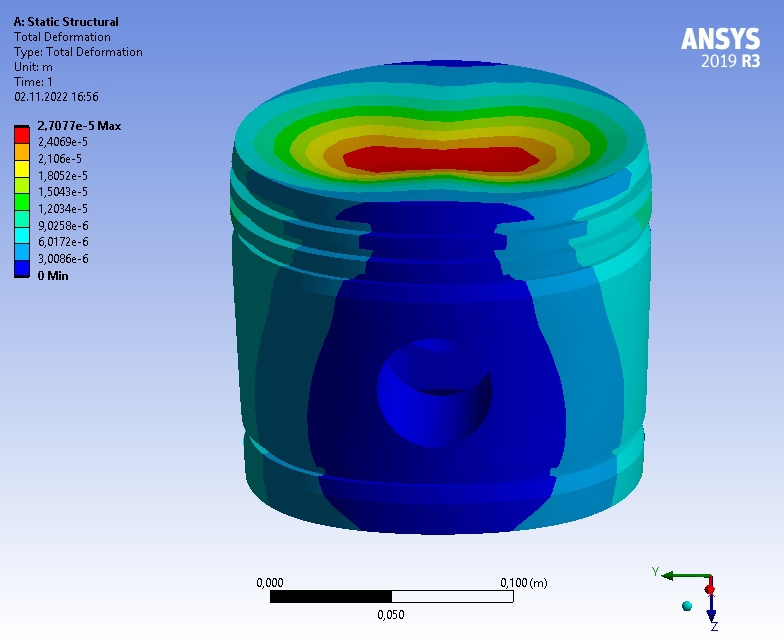 A: Static Structural
Total Deformation
Type: Total Deformation
Unit: m
Time: 1
02.11.2022 16:56
ANSYS
2019 R3
2,7077e-5 Max
2,4069e-5
2,106e-5
1,8052e-5
1,5043e-5
1,2034e-5
9,0258e-6
6,0172e-6
3,0086e-6
0 Min
0,000
0,100 (m)
0,050
Y
Z